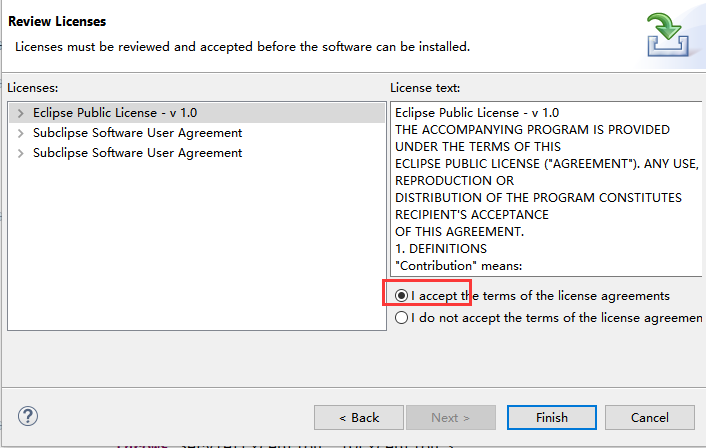 Review Licenses
Licenses must be reviewed and accepted before the software can be installed.
Licenses:
Eclipse Public License - v 1.0
Subclipse Software User Agreement
Subclipse Software User Agreement
License text:
Eclipse Public License - v 1.0
THE ACCOMPANYING PROGRAM IS PROVIDED
UNDER THE TERMS OF THIS
ECLIPSE PUBLIC LICENSE ("AGREEMENT"). ANY USE,
REPRODUCTION OR
DISTRIBUTION OF THE PROGRAM CONSTITUTES
RECIPIENT'S ACCEPTANCE
OF THIS AGREEMENT.
1. DEFINITIONS
"Contribution" means:
I accept the terms of the license agreements
I do not accept the terms of the license agreemen
?
< Back
Next >
Finish
Cancel